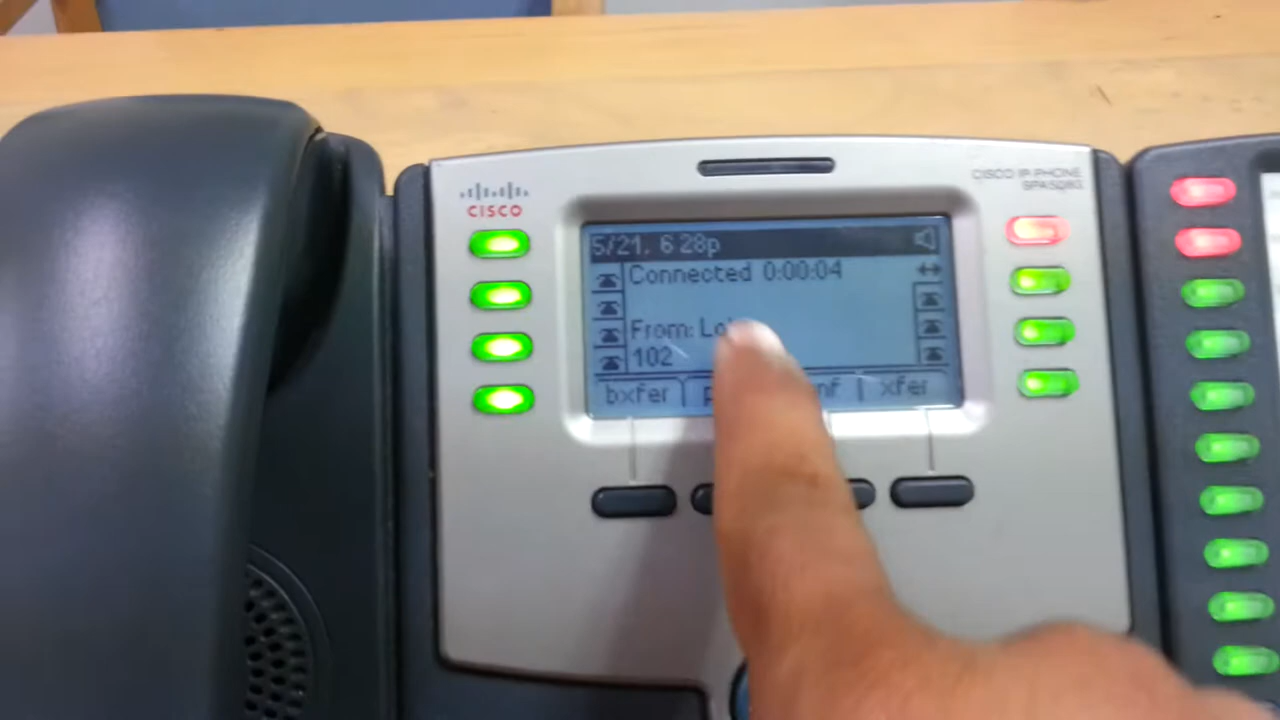 CISCO
CISCO IP PHONE
5/21, 6 28p
Connected 0:00:04
From:
102
bxfer
xfer